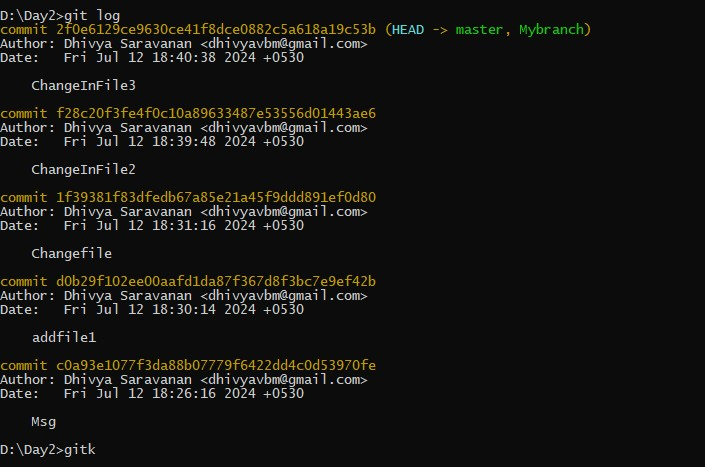 D:\Day2>git log
commit 2f0e6129ce9630ce41f8dce0882c5a618a19c53b (HEAD -> master, Mybranch)
Author: Dhivya Saravanan <dhivyavbm@gmail.com>
Date:   Fri Jul 12 18:40:38 2024 +0530
    ChangeInFile3
commit f28c20f3fe4f0c10a89633487e53556d01443ae6
Author: Dhivya Saravanan <dhivyavbm@gmail.com>
Date:   Fri Jul 12 18:39:48 2024 +0530
    ChangeInFile2
commit 1f39381f83dfedb67a85e21a45f9ddd891ef0d80
Author: Dhivya Saravanan <dhivyavbm@gmail.com>
Date:   Fri Jul 12 18:31:16 2024 +0530
    Changefile
commit d0b29f102ee00aafd1da87f367d8f3bc7e9ef42b
Author: Dhivya Saravanan <dhivyavbm@gmail.com>
Date:   Fri Jul 12 18:30:14 2024 +0530
    addfile1
commit c0a93e1077f3da88b07779f6422dd4c0d53970fe
Author: Dhivya Saravanan <dhivyavbm@gmail.com>
Date:   Fri Jul 12 18:26:16 2024 +0530
    Msg
D:\Day2>gitk